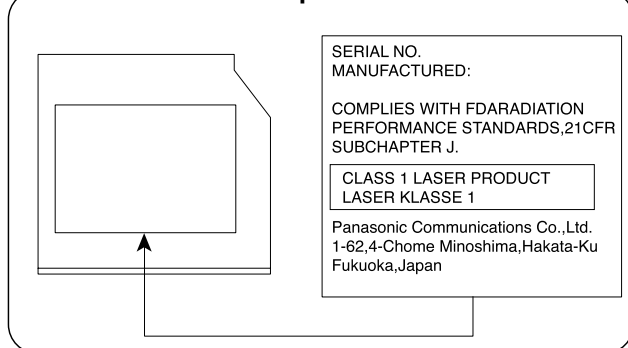 SERIAL NO.
MANUFACTURED:
COMPLIES WITH FDARADIATION
PERFORMANCE STANDARDS,21CFR
SUBCHAPTER J.
CLASS 1 LASER PRODUCT
LASER KLASSE 1
Panasonic Communications Co.,Ltd.
1-62,4-Chome Minoshima,Hakata-Ku
Fukuoka,Japan